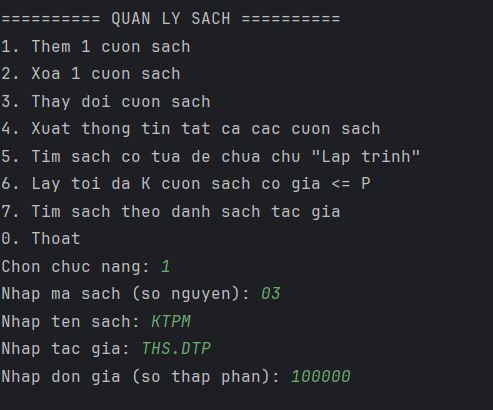 ========== QUAN LY SACH ==========
1. Them 1 cuon sach
2. Xoa 1 cuon sach
3. Thay doi cuon sach
4. Xuat thong tin tat ca cac cuon sach
5. Tim sach co tua de chua chu "Lap trinh"
6. Lay toi da K cuon sach co gia <= P
7. Tim sach theo danh sach tac gia
0. Thoat
Chon chuc nang: 1
Nhap ma sach (so nguyen): 03
Nhap ten sach: KTPM
Nhap tac gia: THS.DTP
Nhap don gia (so thap phan): 100000